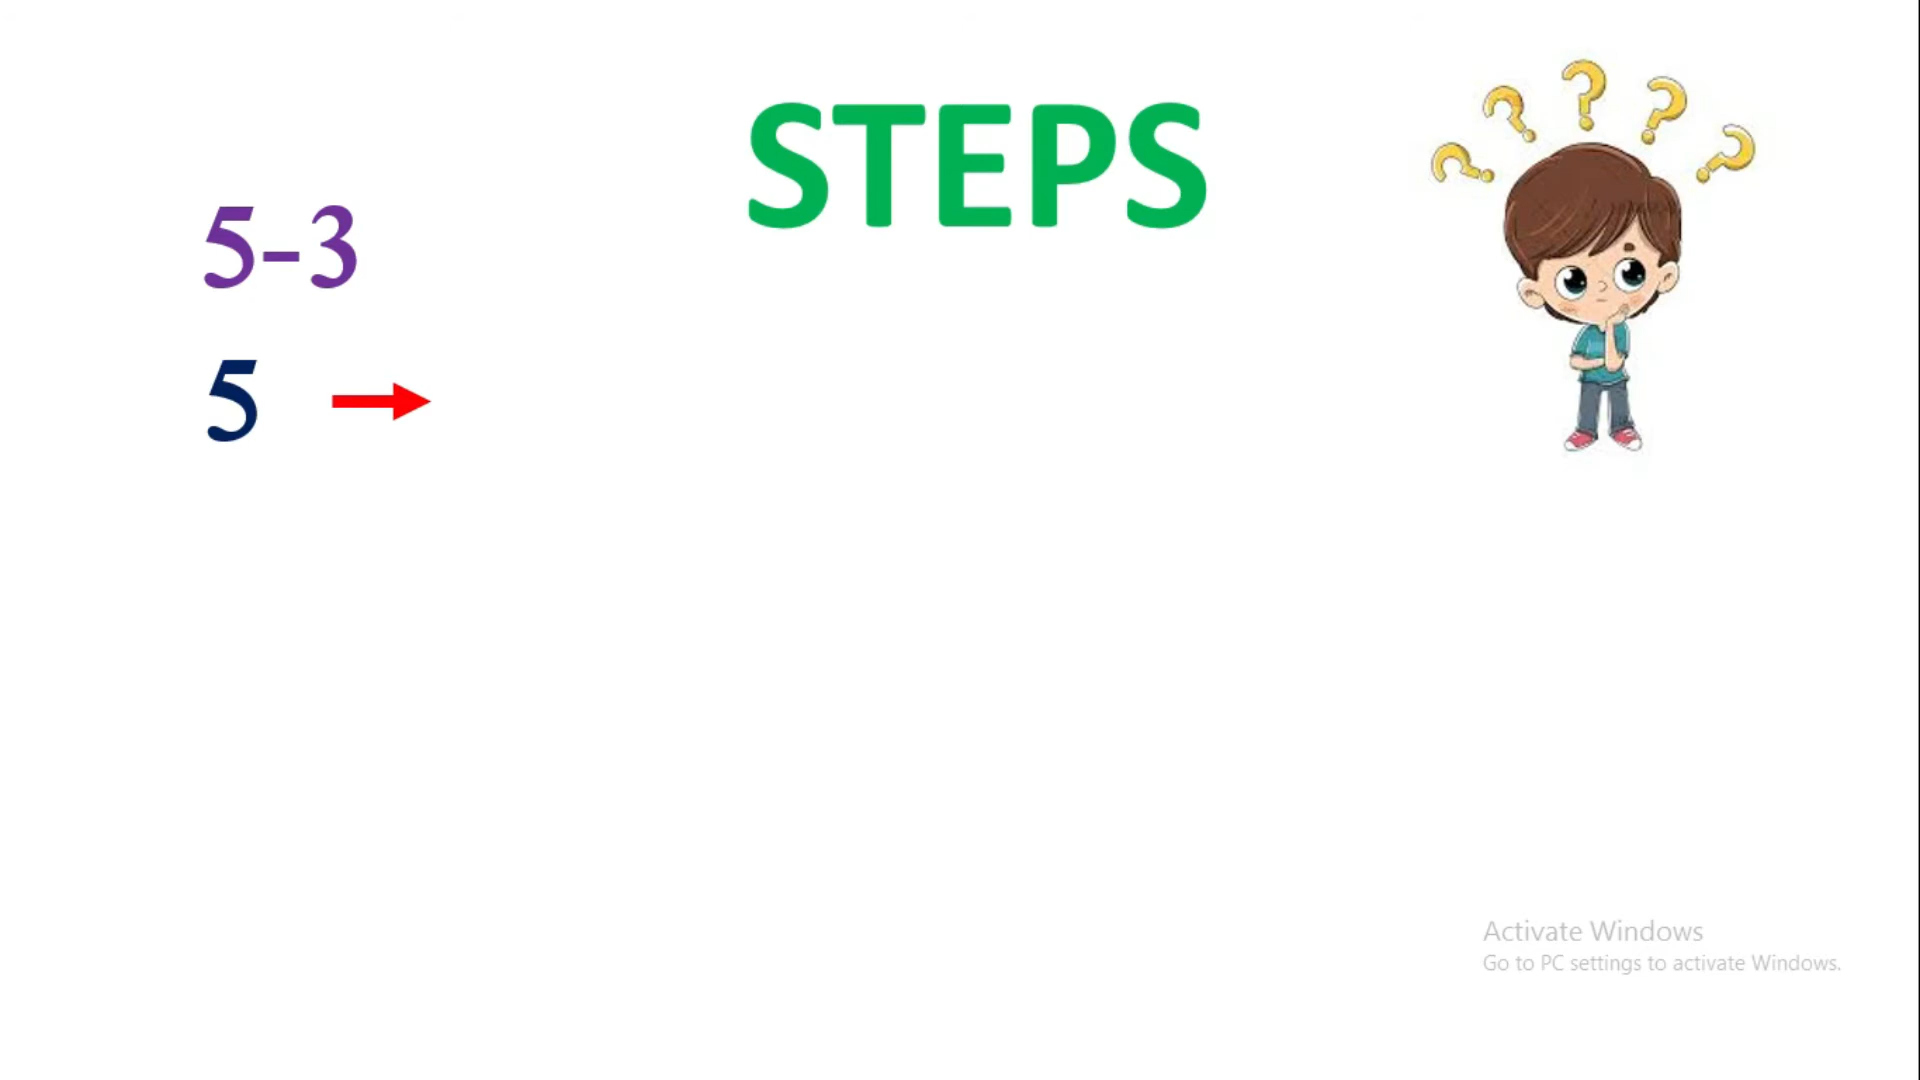 STEPS
5-3
5
Activate Windows
Go to PC settings to activate Windows.